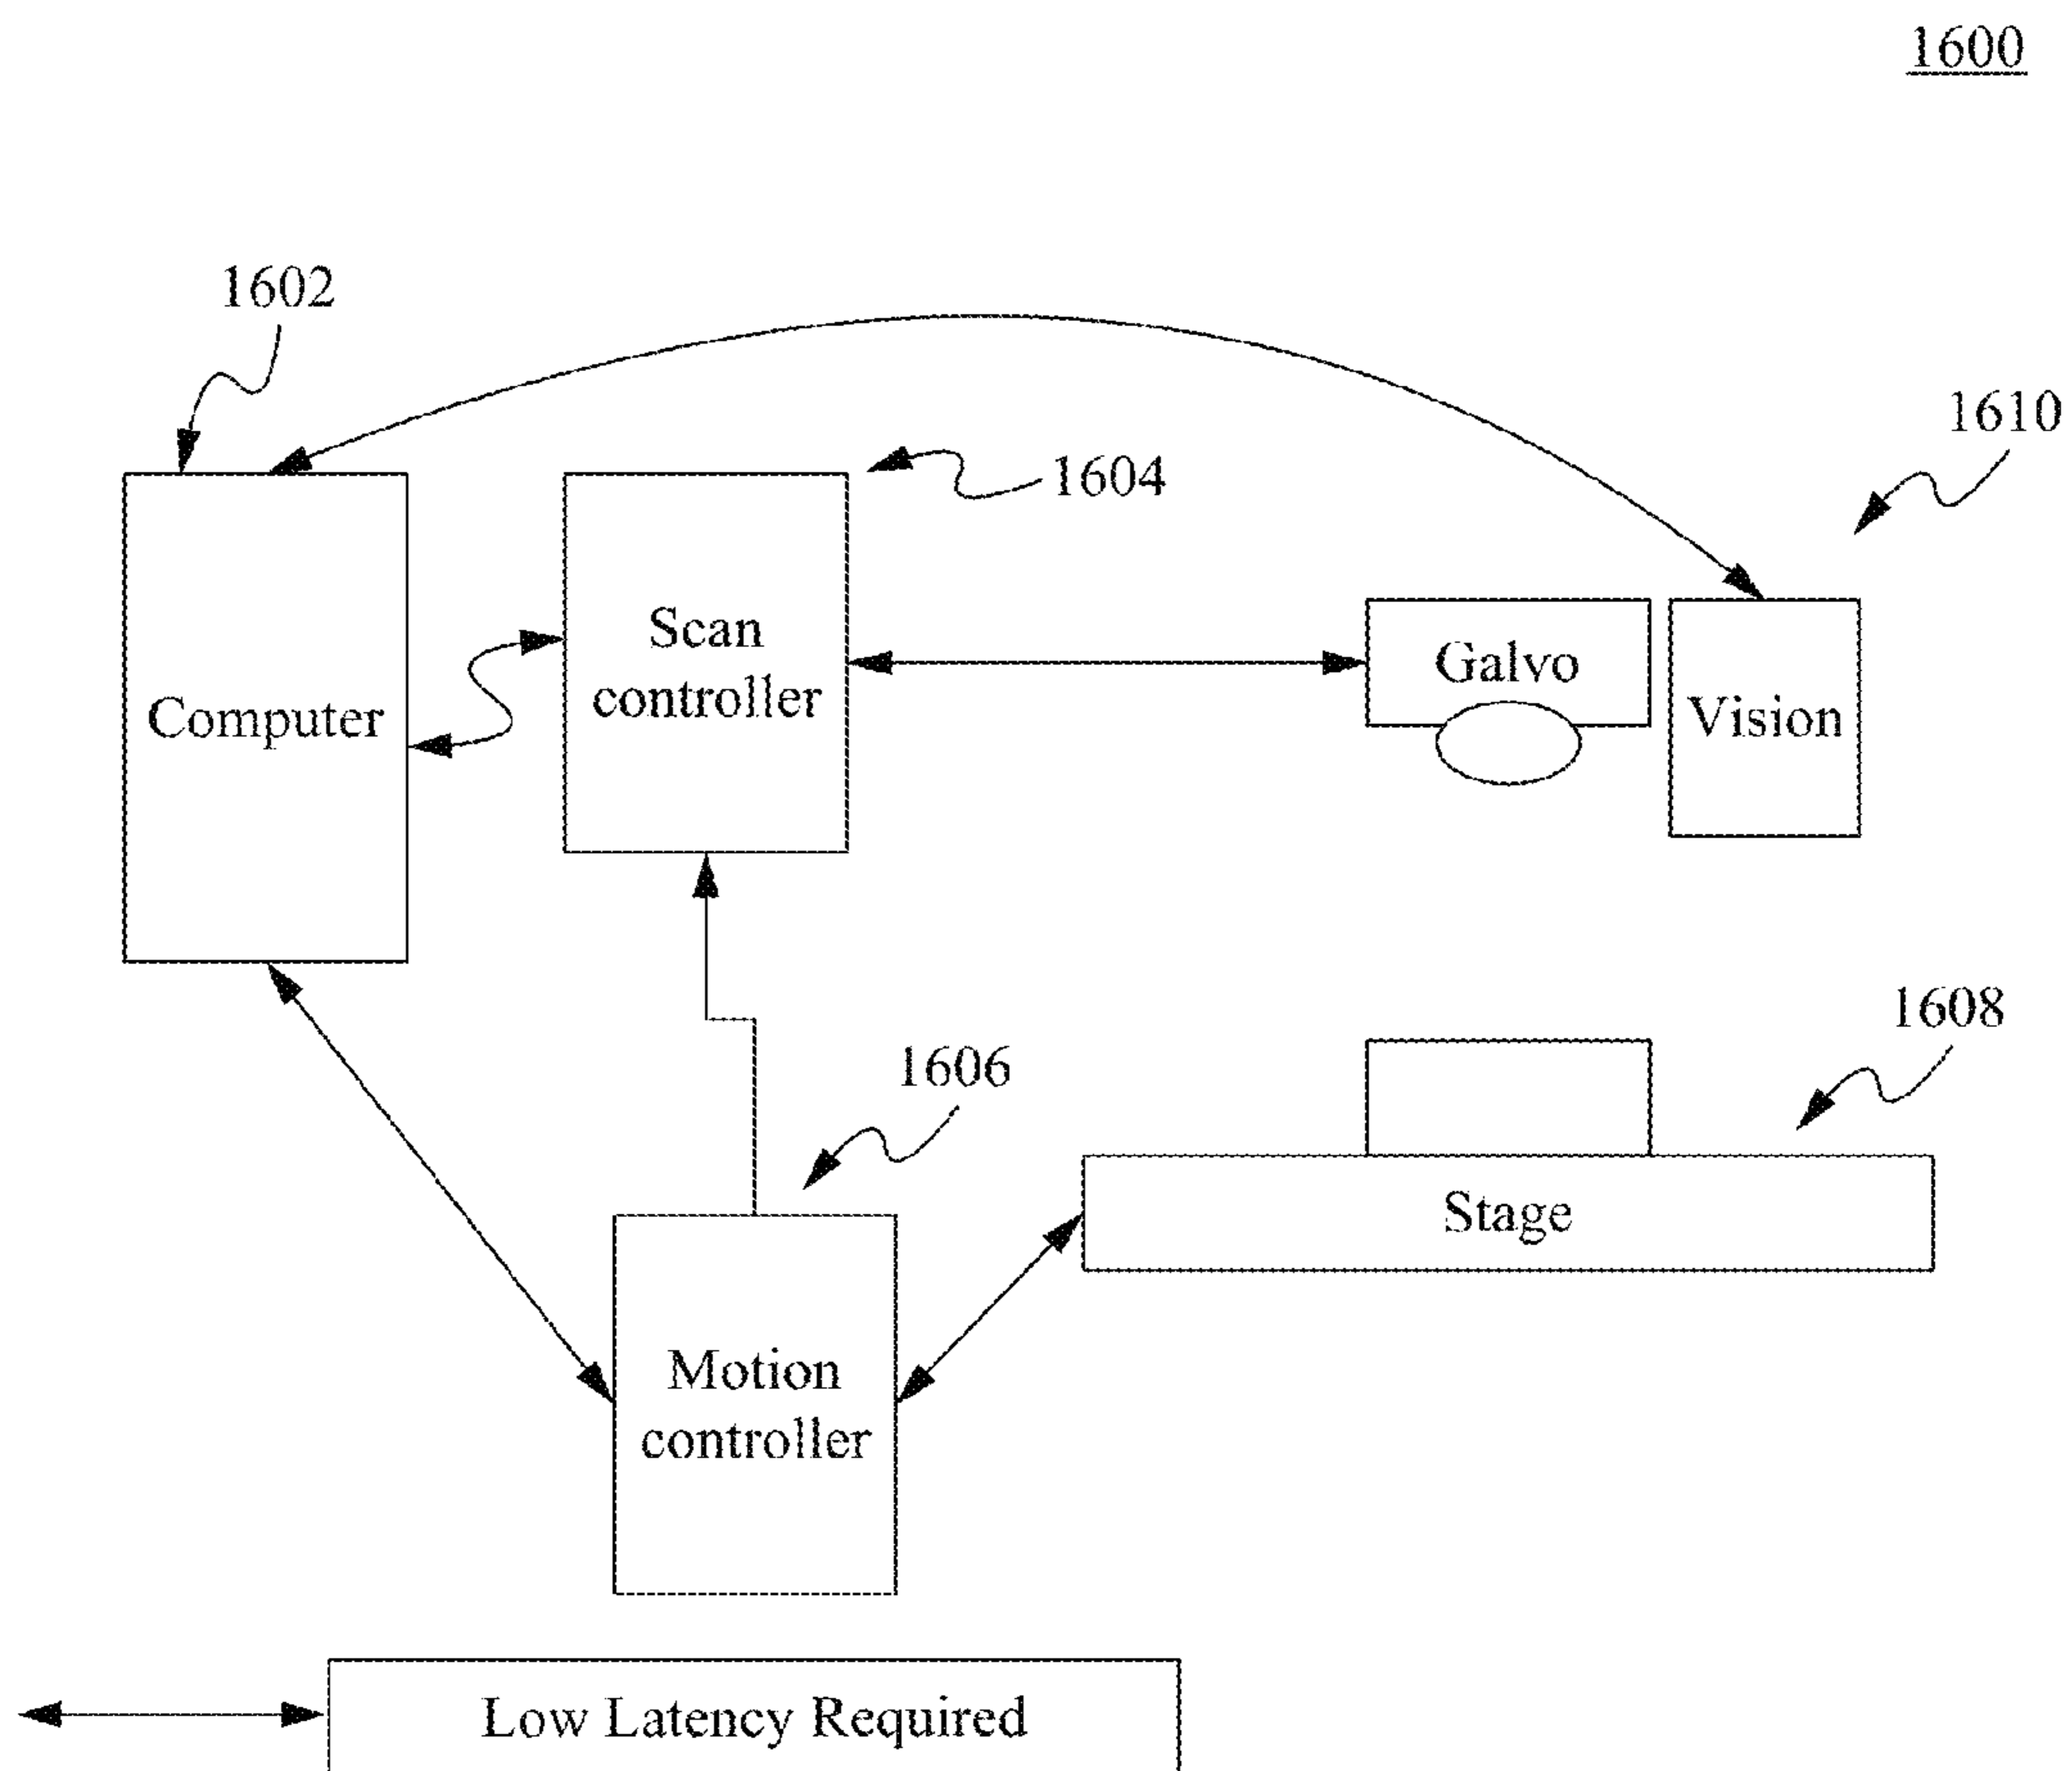 1600
1602
1610
1604
Scan
controller
Galvo
Computer
Vision
1608
1606
Stage
Motion
controller
Low Latency Required